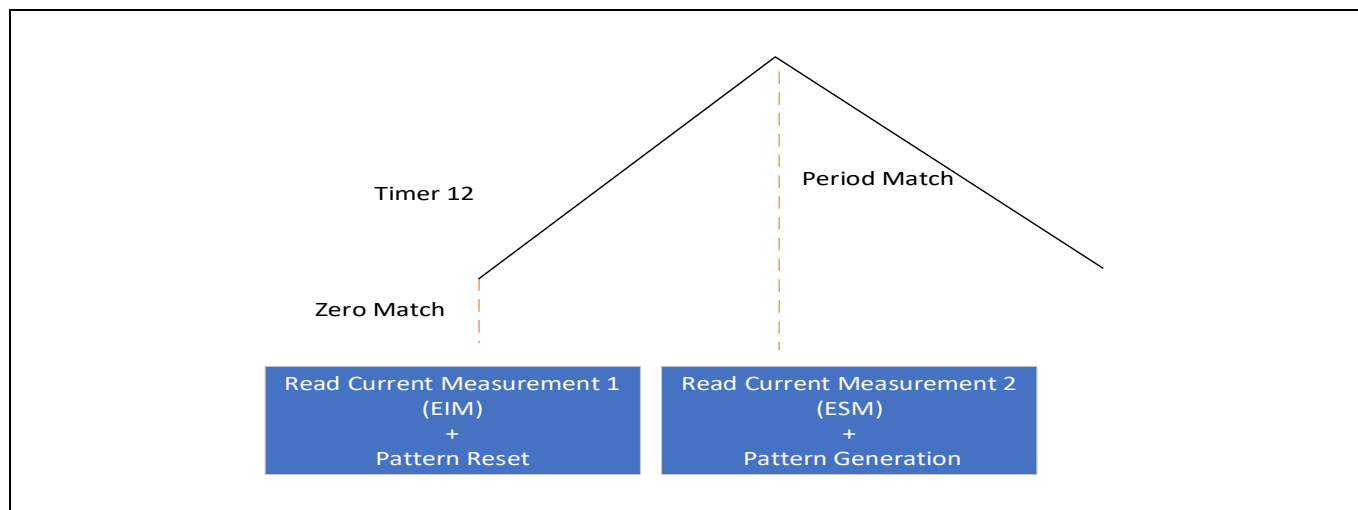 Timer 12
Period Match
Zero Match
Read Current Measurement 1
(EIM)
+
Pattern Reset
Read Current Measurement 2
(ESM)
+
Pattern Generation